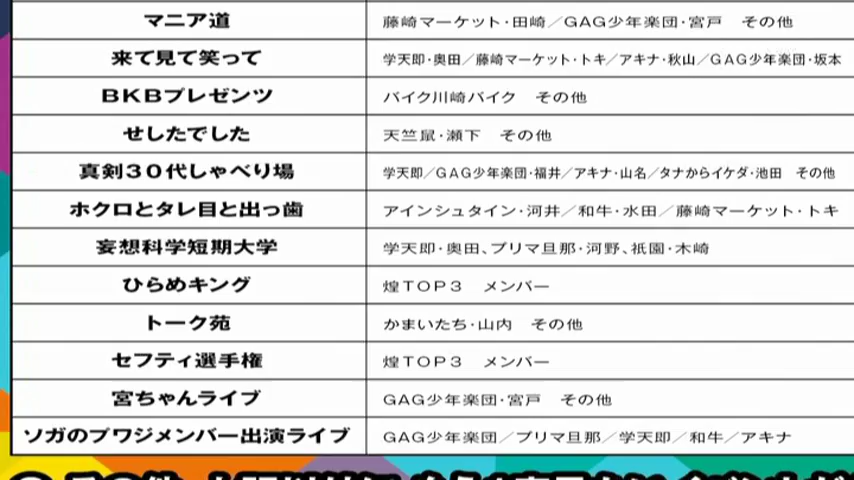 マニア道 藤崎マーケット・田崎／GAG少年楽団・宮戸　その他
来て見て笑って 学天即・奥田／藤崎マーケット・トキ／アキナ・秋山／GAG少年楽団・坂本
BKBプレゼンツ バイク川崎バイク　その他
せしたでした 天竺鼠・瀬下　その他
真剣30代しゃべり場 学天即／GAG少年楽団・福井／アキナ・山名／タナからイケダ・池田　その他
ホクロとタレ目と出っ歯 アインシュタイン・河井／和牛・水田／藤崎マーケット・トキ
妄想科学短期大学 学天即・奥田、プリマ旦那・河野、祇園・木﨑
ひらめキング 煌TOP3　メンバー
トーク苑 かまいたち・山内　その他
セフティ選手権 煌TOP3　メンバー
宮ちゃんライブ GAG少年楽団・宮戸　その他
ソガのプワジメンバー出演ライブ GAG少年楽団／プリマ旦那／学天即／和牛／アキナ